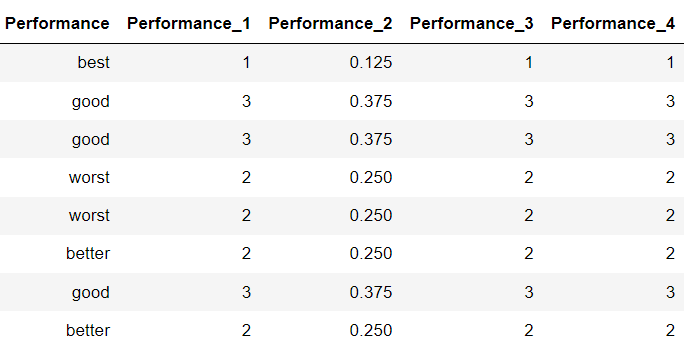 Performance Performance_1 Performance_2 Performance_3 Performance_4
best 1 0.125 1 1
good 3 0.375 3 3
good 3 0.375 3 3
worst 2 0.250 2 2
worst 2 0.250 2 2
better 2 0.250 2 2
good 3 0.375 3 3
better 2 0.250 2 2